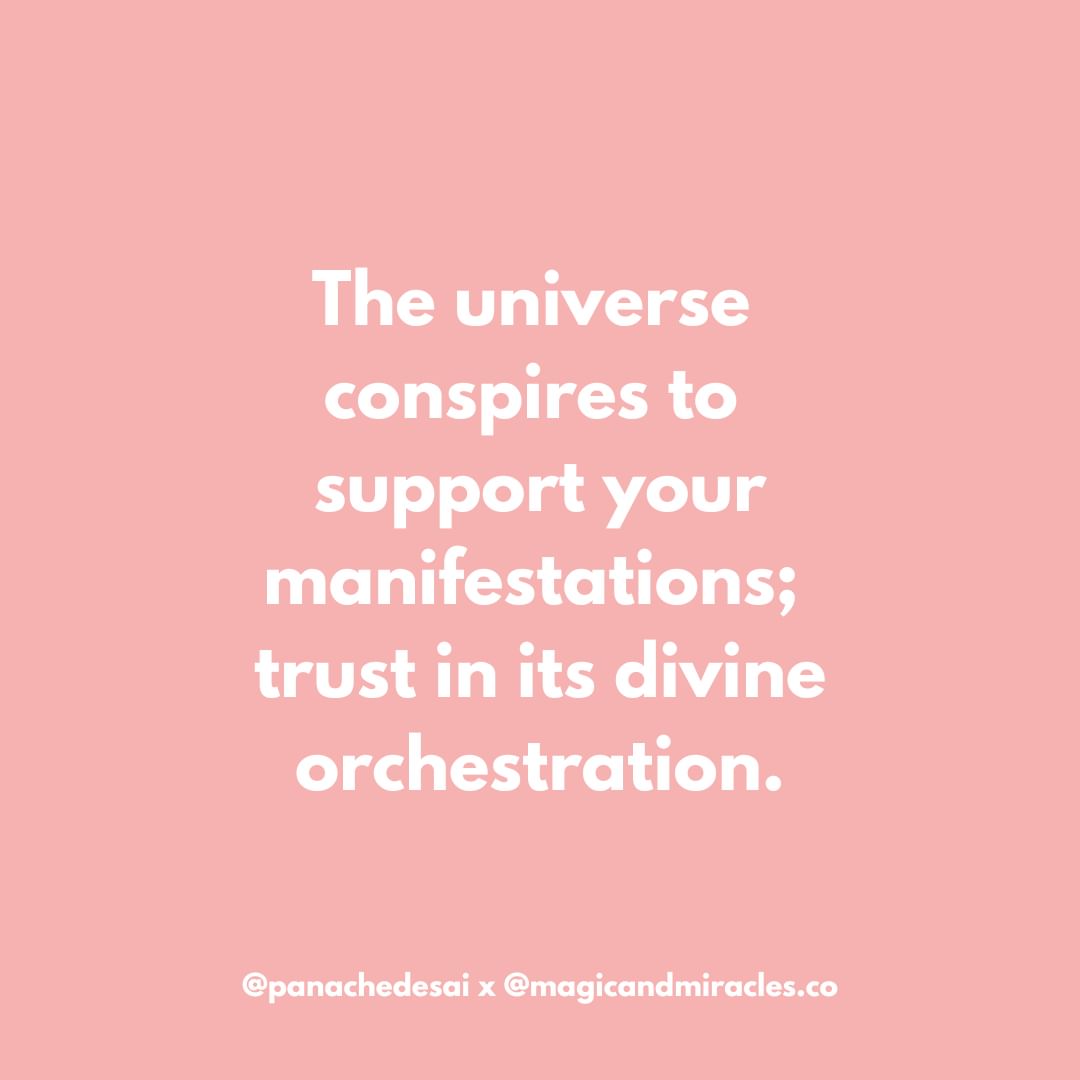 The universe
conspires to
support your
manifestations;
trust in its divine
orchestration.
@panachedesai x @magicandmiracles.co